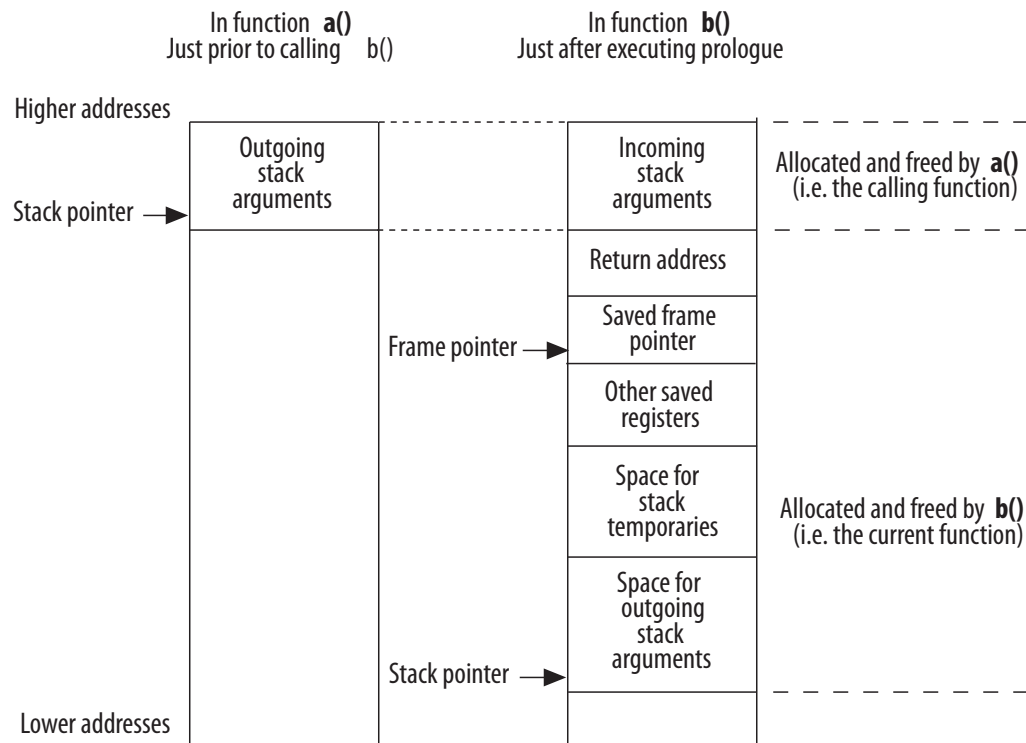 In function a()
Just prior to calling b()
In function b()
Just after executing prologue
Higher addresses
Outgoing
stack
arguments
Incoming
stack
arguments
Allocated and freed by a()
(i.e. the calling function)
Stack pointer
Return address
Saved frame
pointer
Frame pointer
Other saved
registers
Space for
stack
temporaries
Allocated and freed by b()
(i.e. the current function)
Space for
outgoing
stack
arguments
Stack pointer
Lower addresses